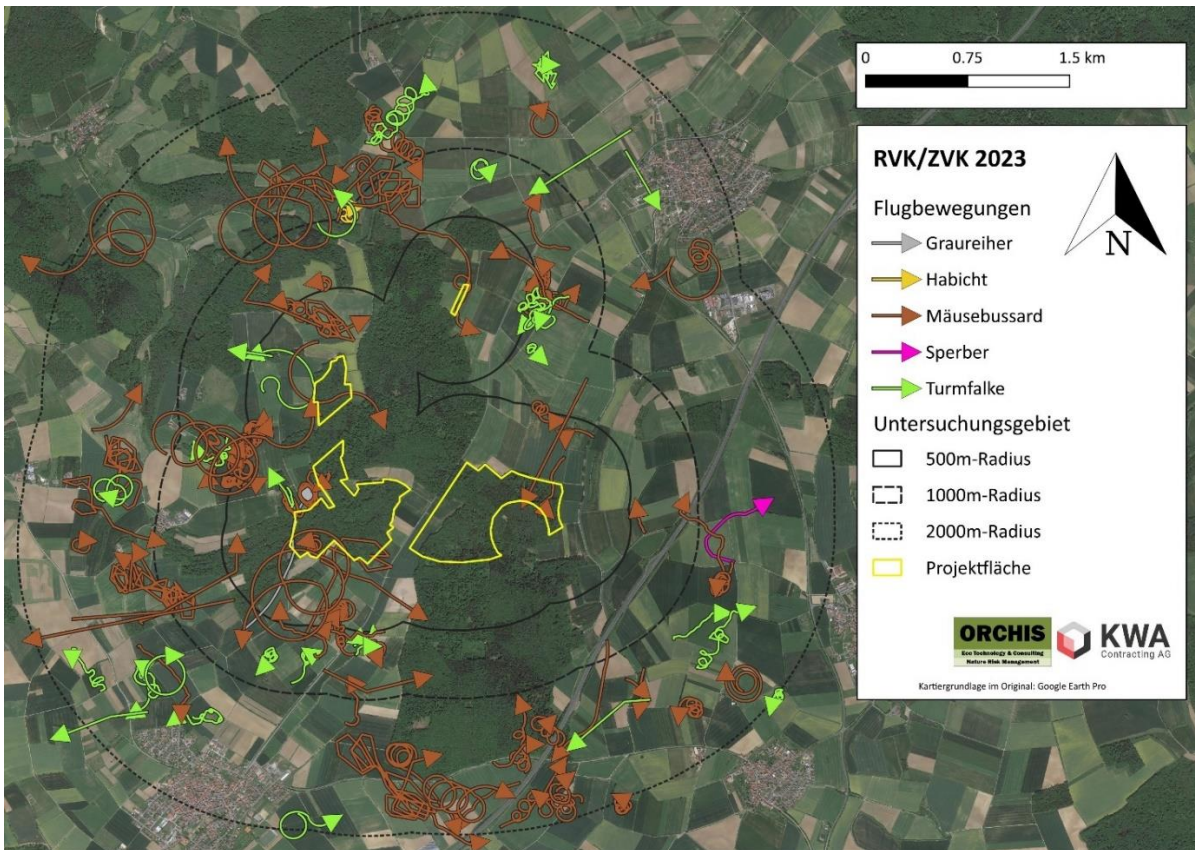 0 0.75 1.5 km
RVK/ZVK 2023
N
Flugbewegungen
Graureiher
Habicht
Mäusebussard
Sperber
Turmfalke
Untersuchungsgebiet
500m-Radius
1000m-Radius
2000m-Radius
Projektfläche
ORCHIS
Eco Technology & Consulting
Nature Risk Management
KWA
Contracting AG
Kartiergrundlage im Original: Google Earth Pro